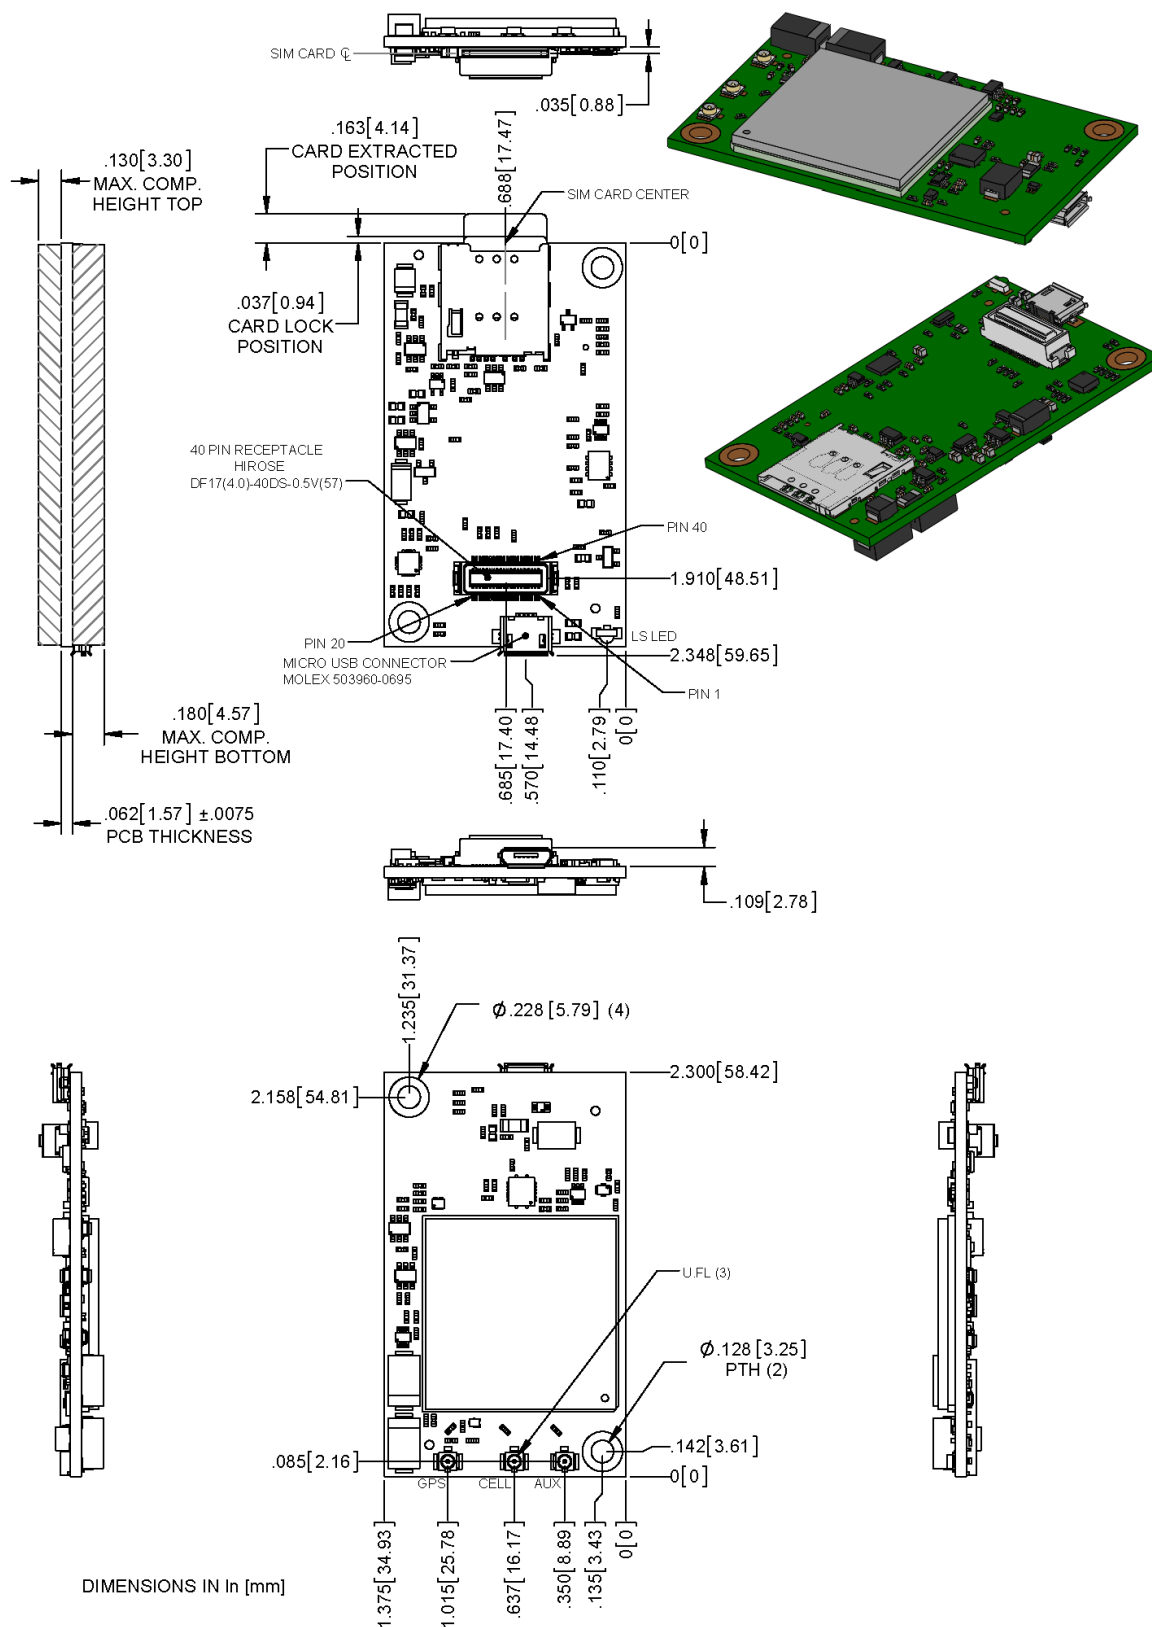 SIM CARD ℄
.035[0.88]
.163[4.14]
CARD EXTRACTED
POSITION
.688[17.47]
.130[3.30]
MAX. COMP.
HEIGHT TOP
SIM CARD CENTER
0[0]
.037[0.94]
CARD LOCK
POSITION
40 PIN RECEPTACLE
HIROSE
DF17(4.0)-40DS-0.5V(57)
PIN 40
1.910[48.51]
PIN 20
LS LED
MICRO USB CONNECTOR
MOLEX 503960-0695
2.348[59.65]
PIN 1
.685[17.40]
.570[14.48]
.110[2.79]
0[0]
.180[4.57]
MAX. COMP.
HEIGHT BOTTOM
.062[1.57] ±.0075
PCB THICKNESS
.109[2.78]
1.235[31.37]
Ø.228 [5.79] (4)
2.300[58.42]
2.158[54.81]
U.FL (3)
Ø.128 [3.25]
PTH (2)
.142[3.61]
.085[2.16]
0[0]
GPS CELL AUX
1.375[34.93]
1.015[25.78]
.637[16.17]
.350[8.89]
.135[3.43]
0[0]
DIMENSIONS IN In [mm]